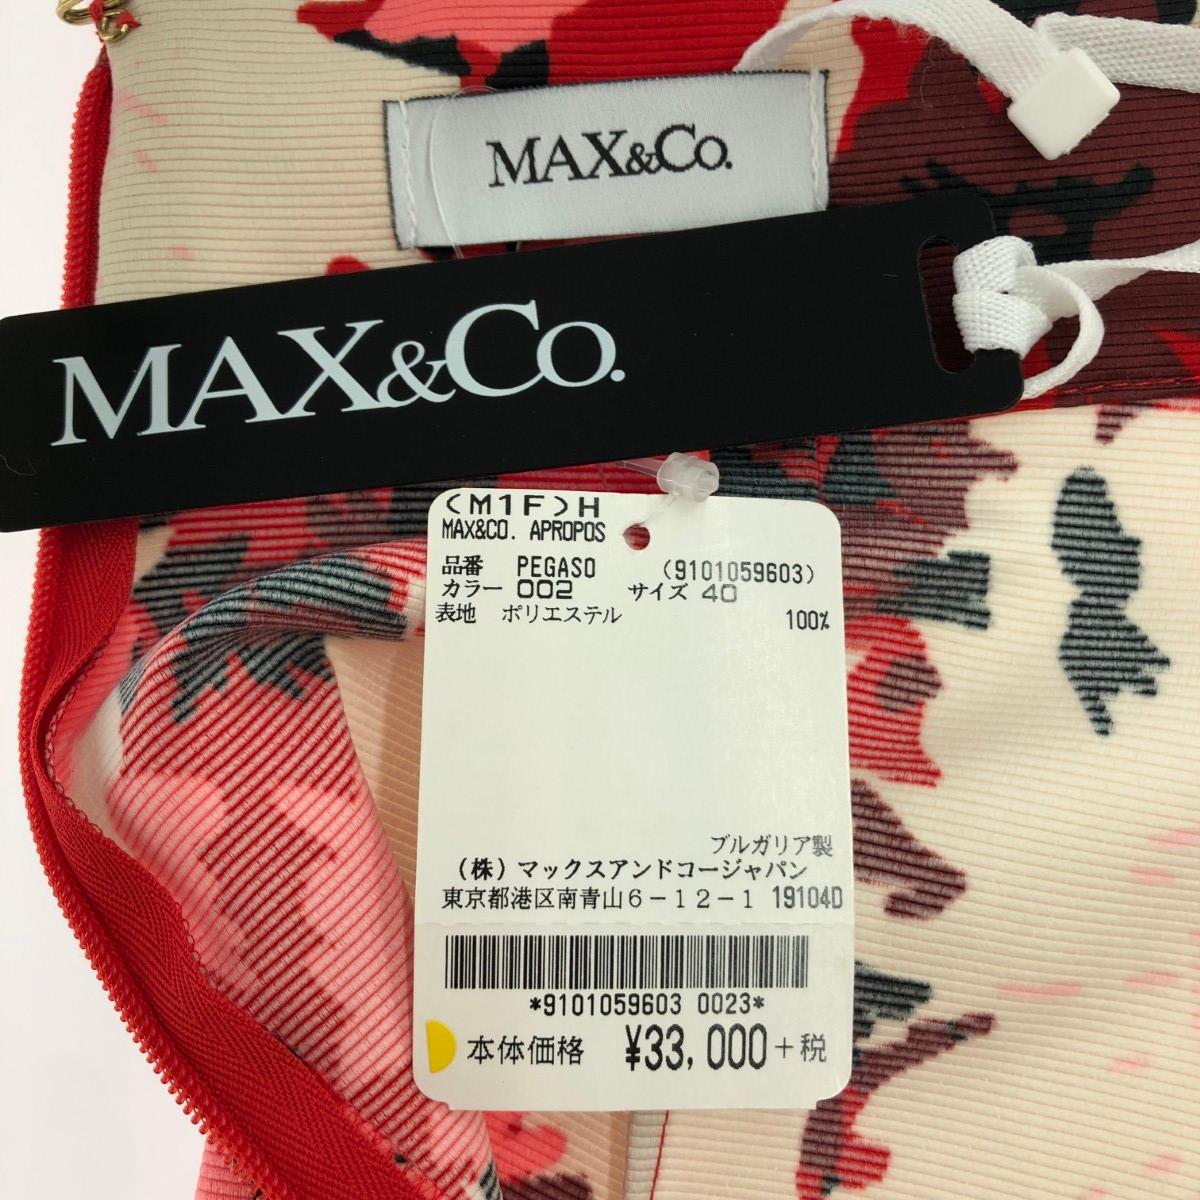 MAX&Co.
MAX&Co.
(M1F)H
MAX&CO. APROPOS
品番 PEGASO (9101059603)
カラー 002 サイズ 40
表地 ポリエステル 100%
ブルガリア製
(株)マックスアンドコージャパン
東京都港区南青山6-12-1 19104D
*9101059603 0023*
本体価格 ¥33,000+税